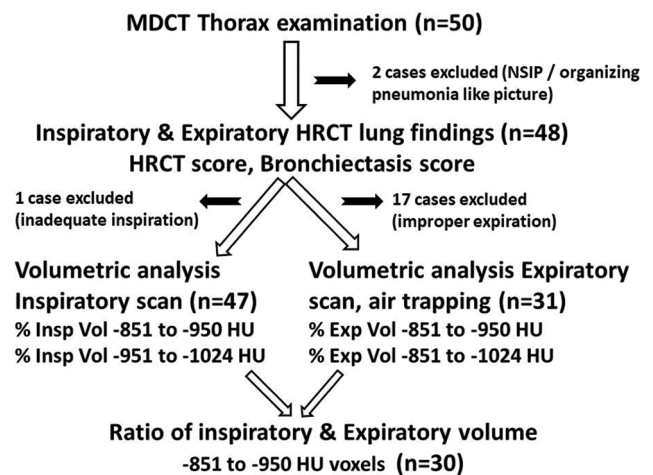 MDCT Thorax examination (n=50)
2 cases excluded (NSIP / organizing
pneumonia like picture)
Inspiratory & Expiratory HRCT lung findings (n=48)
HRCT score, Bronchiectasis score
1 case excluded
(inadequate inspiration)
17 cases excluded
(improper expiration)
Volumetric analysis
Inspiratory scan (n=47)
% Insp Vol -851 to -950 HU
% Insp Vol -951 to -1024 HU
Volumetric analysis Expiratory
scan, air trapping (n=31)
% Exp Vol -851 to -950 HU
% Exp Vol -851 to -1024 HU
Ratio of inspiratory & Expiratory volume
-851 to -950 HU voxels (n=30)